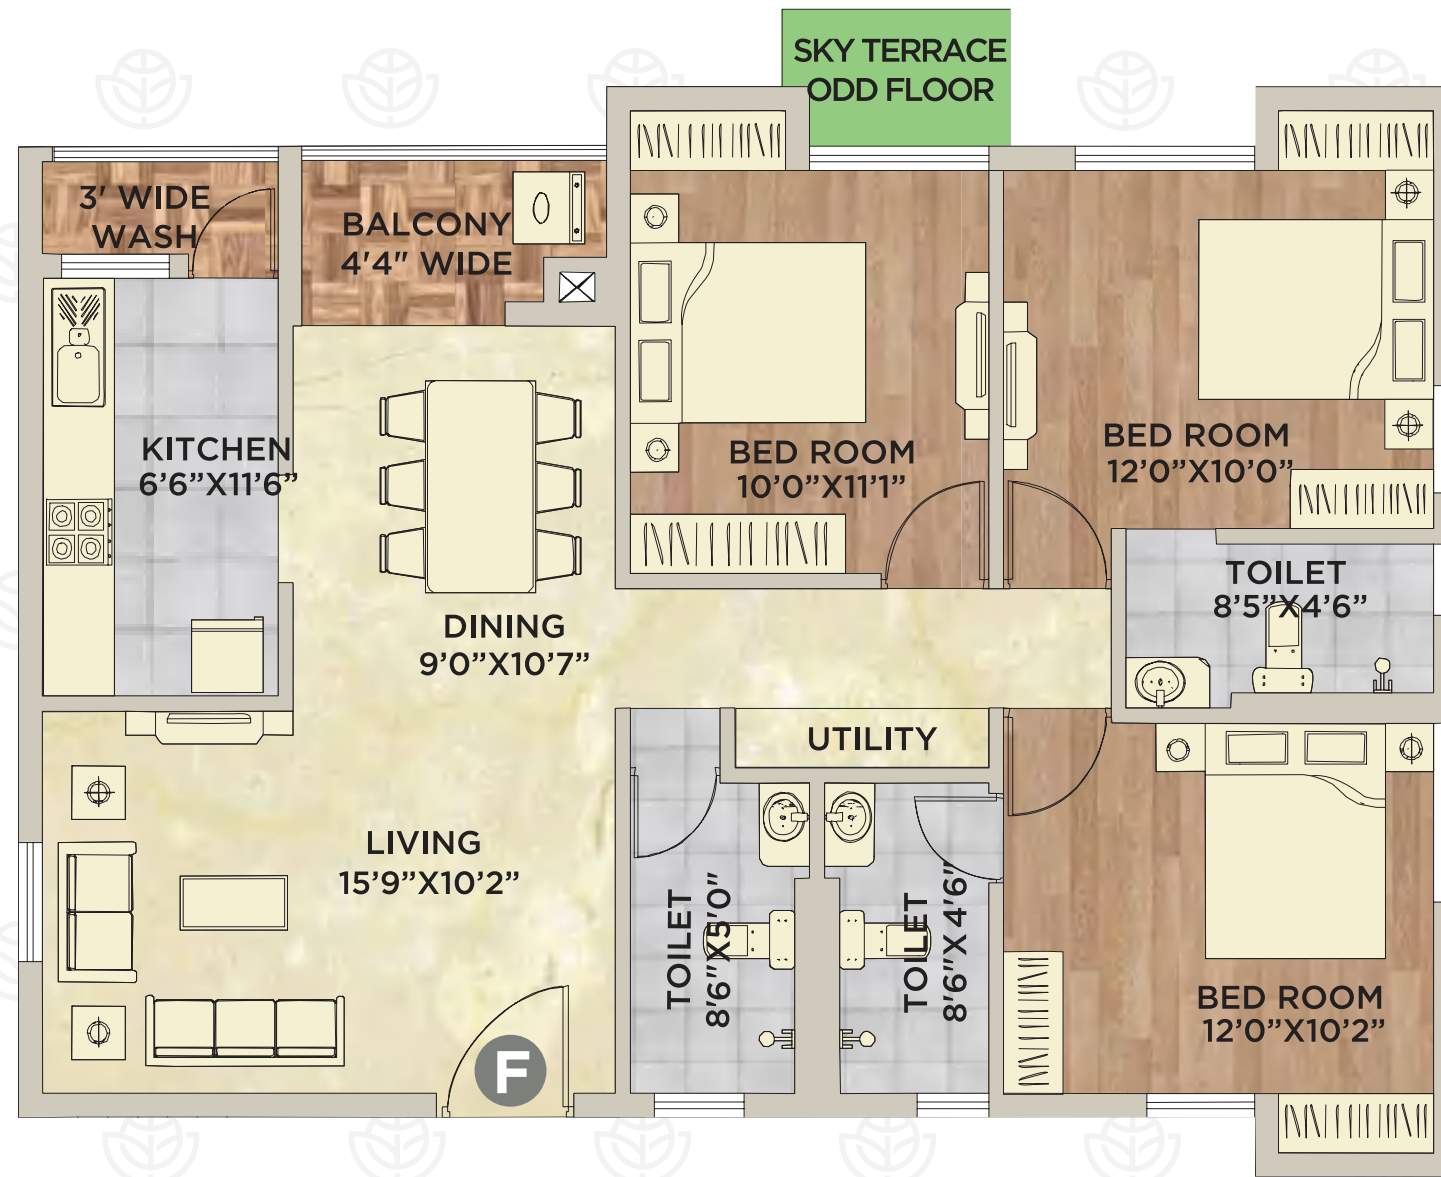 SKY TERRACE
ODD FLOOR
3' WIDE
WASH
BALCONY
4'4" WIDE
KITCHEN
6'6”X11'6”
BED ROOM
10'0”X11'1”
BED ROOM
12'0”X10'0”
TOILET
8'5”X4'6”
DINING
9'0”X10'7”
UTILITY
LIVING
15'9”X10'2”
TOILET
8'6”X5'0”
TOILET
8'6”X4'6”
BED ROOM
12'0”X10'2”
F